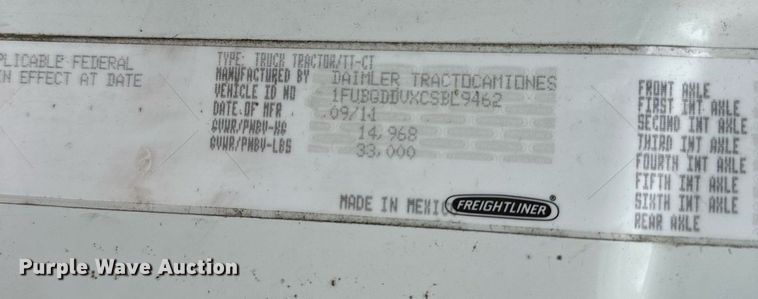 PLICABLE FEDERAL
N EFFECT AT DATE
TYPE: TRUCK TRACTOR/TT-CT
MANUFACTURED BY DAIMLER TRACTOCAMIONES
VEHICLE ID NO 1FUBGDDVXCSBL9462
DATE OF MFR 09/11
GVWR/PNBV-KG 14,968
GVWR/PNBV-LBS 33,000
MADE IN MEXICO
FREIGHTLINER
FRONT AXLE
FIRST INT AXLE
SECOND INT AXLE
THIRD INT AXLE
FOURTH INT AXLE
FIFTH INT AXLE
SIXTH INT AXLE
REAR AXLE
Purple Wave Auction